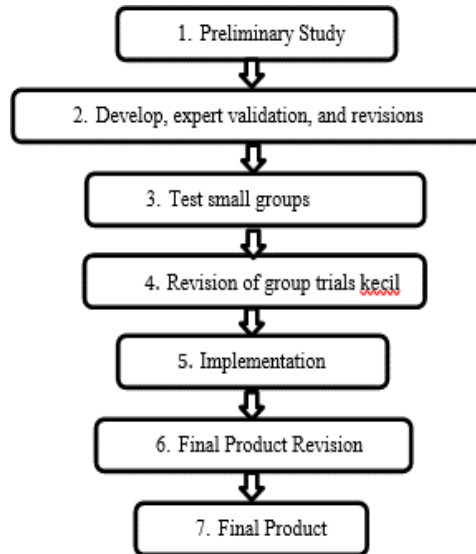 1. Preliminary Study
2. Develop, expert validation, and revisions
3. Test small groups
4. Revision of group trials kecil
5. Implementation
6. Final Product Revision
7. Final Product